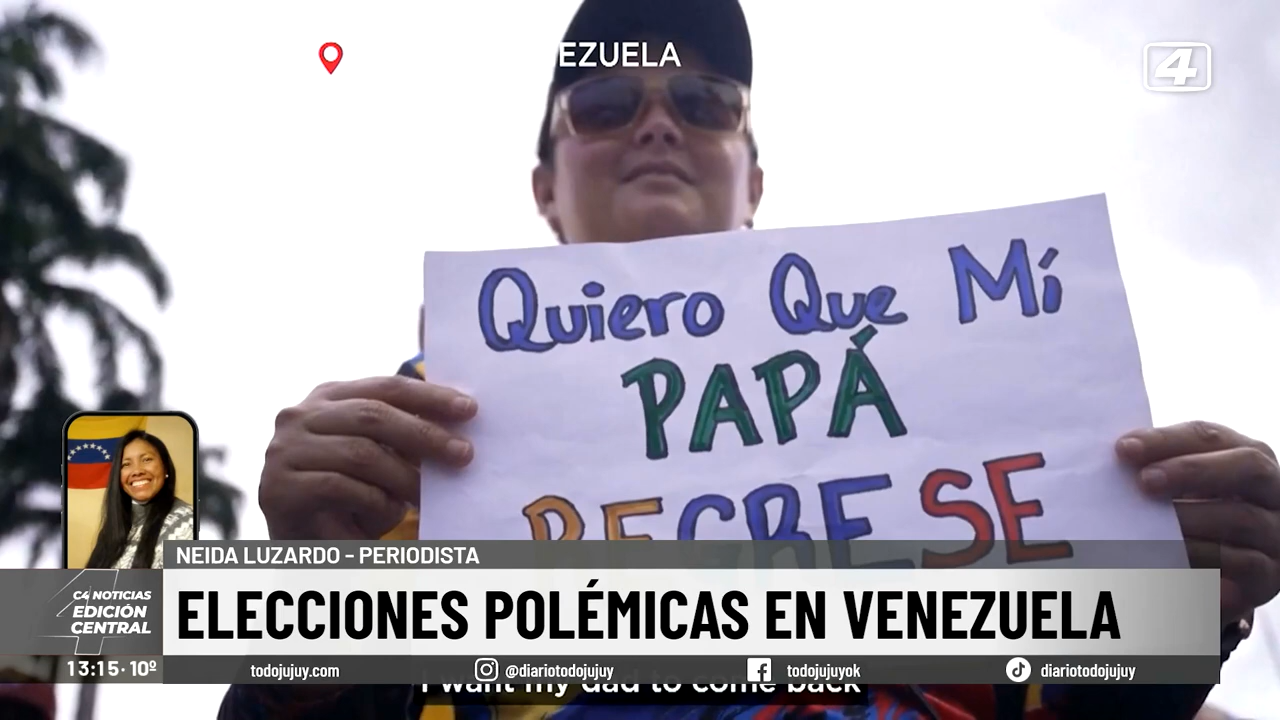 EZUELA
4
Quiero Que Mí
PAPÁ
REGRESE
NEIDA LUZARDO - PERIODISTA
C4 NOTICIAS
EDICIÓN
CENTRAL
ELECCIONES POLÉMICAS EN VENEZUELA
13:15· 10º
todojujuy.com
@diariotodojujuy
todojujuyok
diariotodojujuy
I want my dad to come back